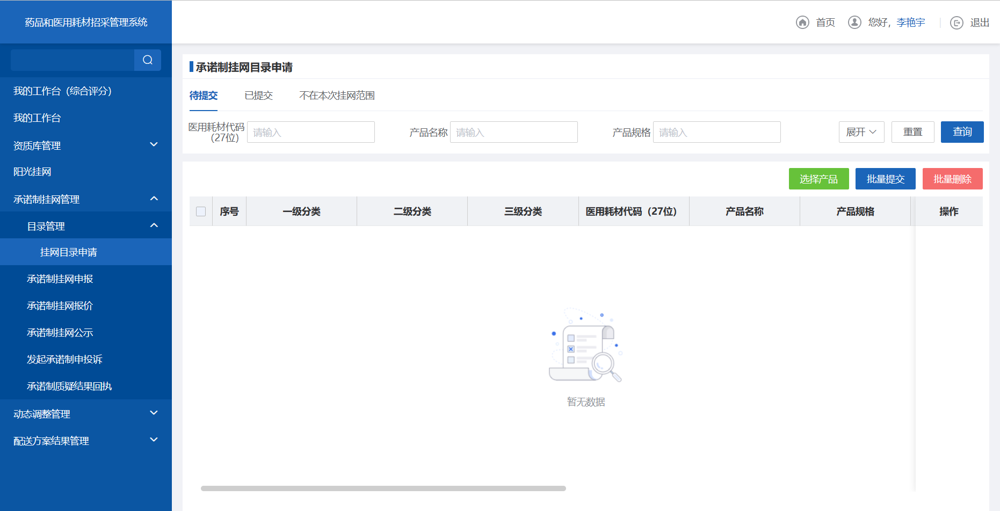 药品和医用耗材招采管理系统
首页
您好，李艳宇
退出
我的工作台（综合评分）
我的工作台
资质库管理
阳光挂网
承诺制挂网管理
目录管理
挂网目录申请
承诺制挂网申报
承诺制挂网报价
承诺制挂网公示
发起承诺制申投诉
承诺制质疑结果回执
动态调整管理
配送方案结果管理
承诺制挂网目录申请
待提交
已提交
不在本次挂网范围
医用耗材代码
（27位）
请输入
产品名称
请输入
产品规格
请输入
展开
重置
查询
选择产品
批量提交
批量删除
序号
一级分类
二级分类
三级分类
医用耗材代码（27位）
产品名称
产品规格
操作
暂无数据